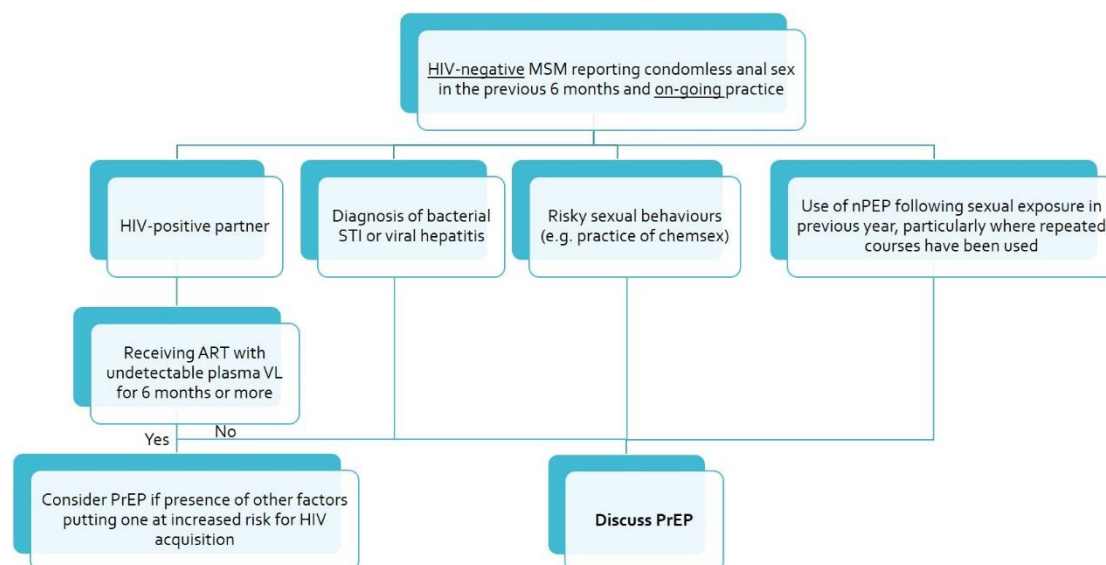 HIV-negative MSM reporting condomless anal sex
in the previous 6 months and on-going practice
HIV-positive partner
Diagnosis of bacterial
STI or viral hepatitis
Risky sexual behaviours
(e.g. practice of chemsex)
Use of nPEP following sexual exposure in
previous year, particularly where repeated
courses have been used
Receiving ART with
undetectable plasma VL
for 6 months or more
Yes
No
Consider PrEP if presence of other factors
putting one at increased risk for HIV
acquisition
Discuss PrEP